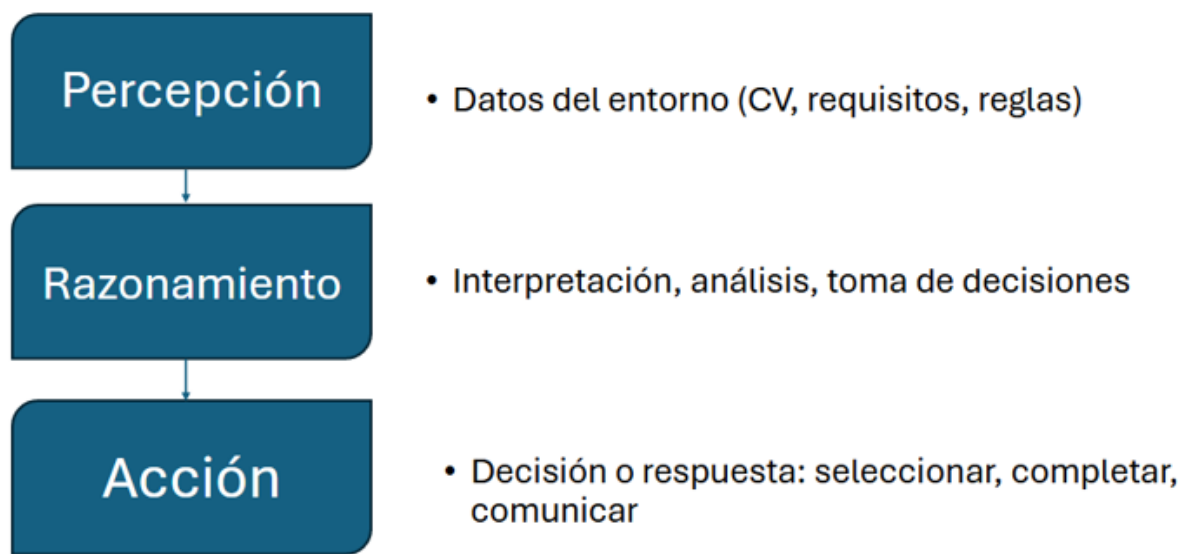 Percepción
• Datos del entorno (CV, requisitos, reglas)
Razonamiento
• Interpretación, análisis, toma de decisiones
Acción
• Decisión o respuesta: seleccionar, completar,
comunicar